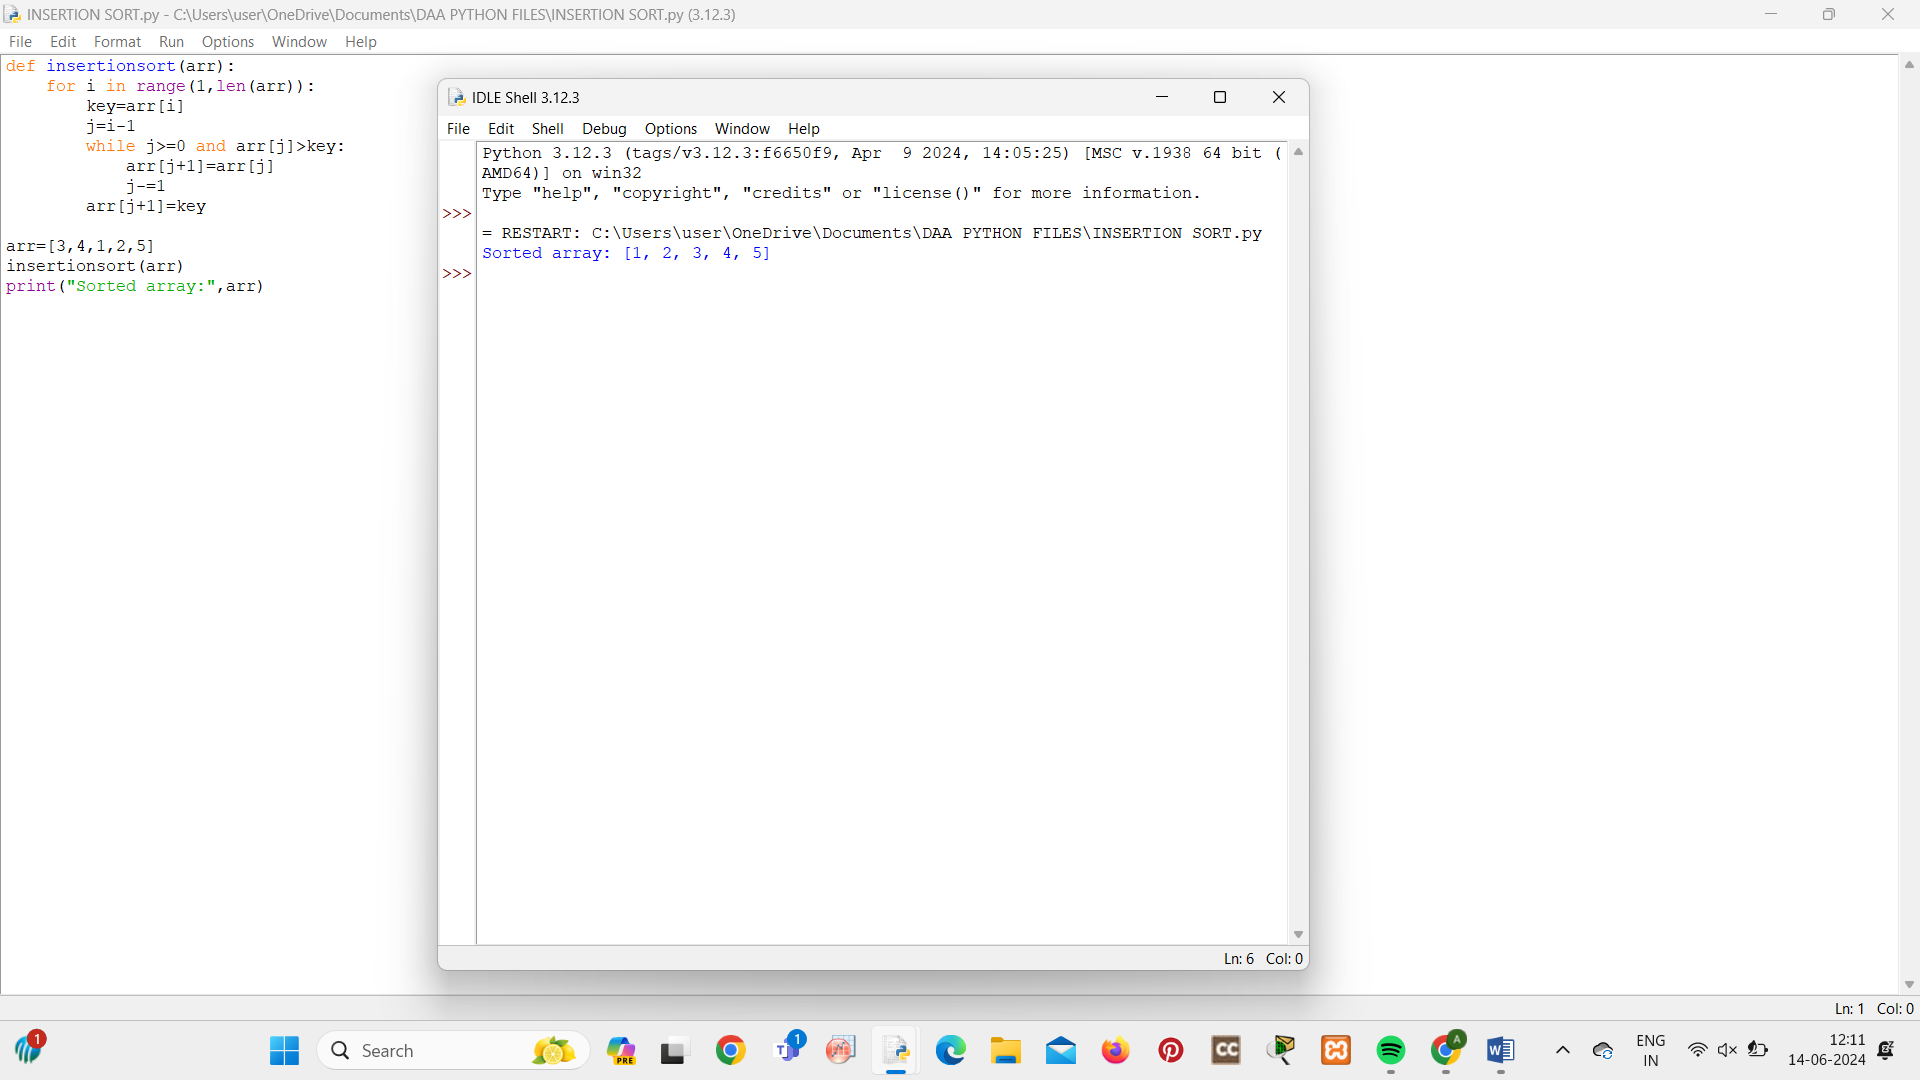 INSERTION SORT.py - C:\Users\user\OneDrive\Documents\DAA PYTHON FILES\INSERTION SORT.py (3.12.3)
File Edit Format Run Options Window Help
def insertionsort(arr):
    for i in range(1,len(arr)):
        key=arr[i]
        j=i-1
        while j>=0 and arr[j]>key:
            arr[j+1]=arr[j]
            j-=1
        arr[j+1]=key
arr=[3,4,1,2,5]
insertionsort(arr)
print("Sorted array:",arr)
IDLE Shell 3.12.3
File Edit Shell Debug Options Window Help
Python 3.12.3 (tags/v3.12.3:f6650f9, Apr  9 2024, 14:05:25) [MSC v.1938 64 bit (
AMD64)] on win32
Type "help", "copyright", "credits" or "license()" for more information.
>>>
= RESTART: C:\Users\user\OneDrive\Documents\DAA PYTHON FILES\INSERTION SORT.py
Sorted array: [1, 2, 3, 4, 5]
>>>
Ln: 6 Col: 0
Ln: 1 Col: 0
1
Search
PRE
T
1
CC
A
W
ENG
IN
12:11
14-06-2024